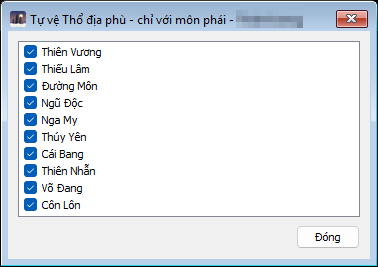 Tự vệ Thổ địa phù - chỉ với môn phái -
Thiên Vương
Thiếu Lâm
Đường Môn
Ngũ Độc
Nga My
Thúy Yên
Cái Bang
Thiên Nhẫn
Võ Đang
Côn Lôn
Đóng